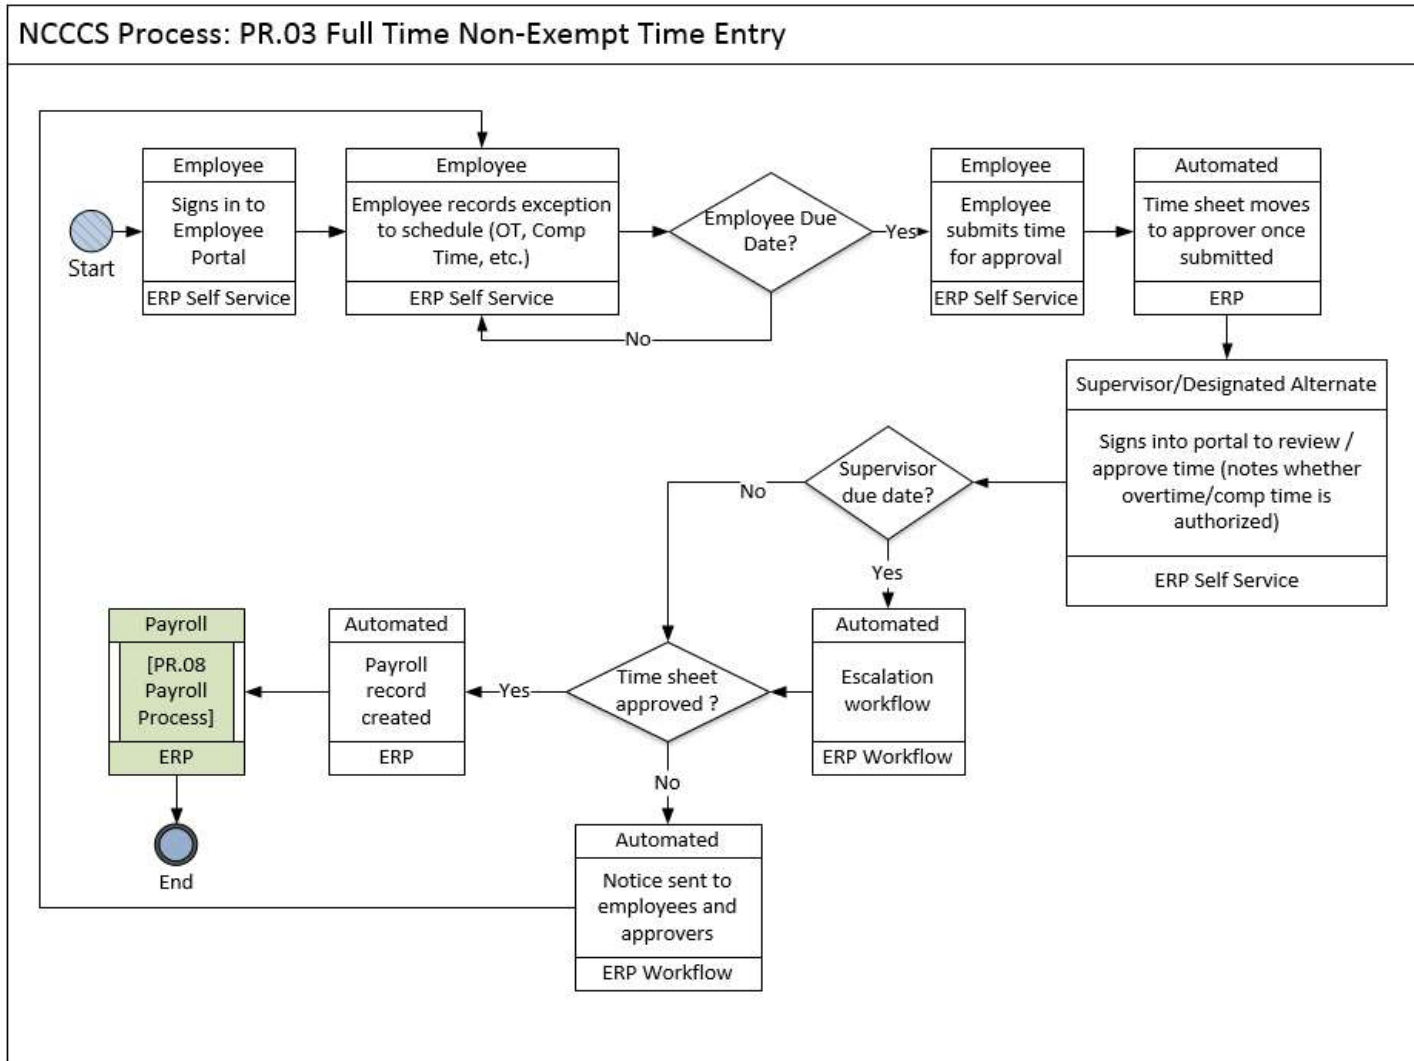 NCCCS Process: PR.03 Full Time Non-Exempt Time Entry
Start
Employee
Signs in to
Employee
Portal
ERP Self Service
Employee
Employee records exception
to schedule (OT, Comp
Time, etc.)
ERP Self Service
Employee Due
Date?
Yes
No
Employee
Employee
submits time
for approval
ERP Self Service
Automated
Time sheet moves
to approver once
submitted
ERP
Supervisor/Designated Alternate
Signs into portal to review /
approve time (notes whether
overtime/comp time is
authorized)
ERP Self Service
Supervisor
due date?
No
Yes
Automated
Escalation
workflow
ERP Workflow
Time sheet
approved ?
Yes
No
Automated
Payroll
record
created
ERP
Payroll
[PR.08
Payroll
Process]
ERP
End
Automated
Notice sent to
employees and
approvers
ERP Workflow